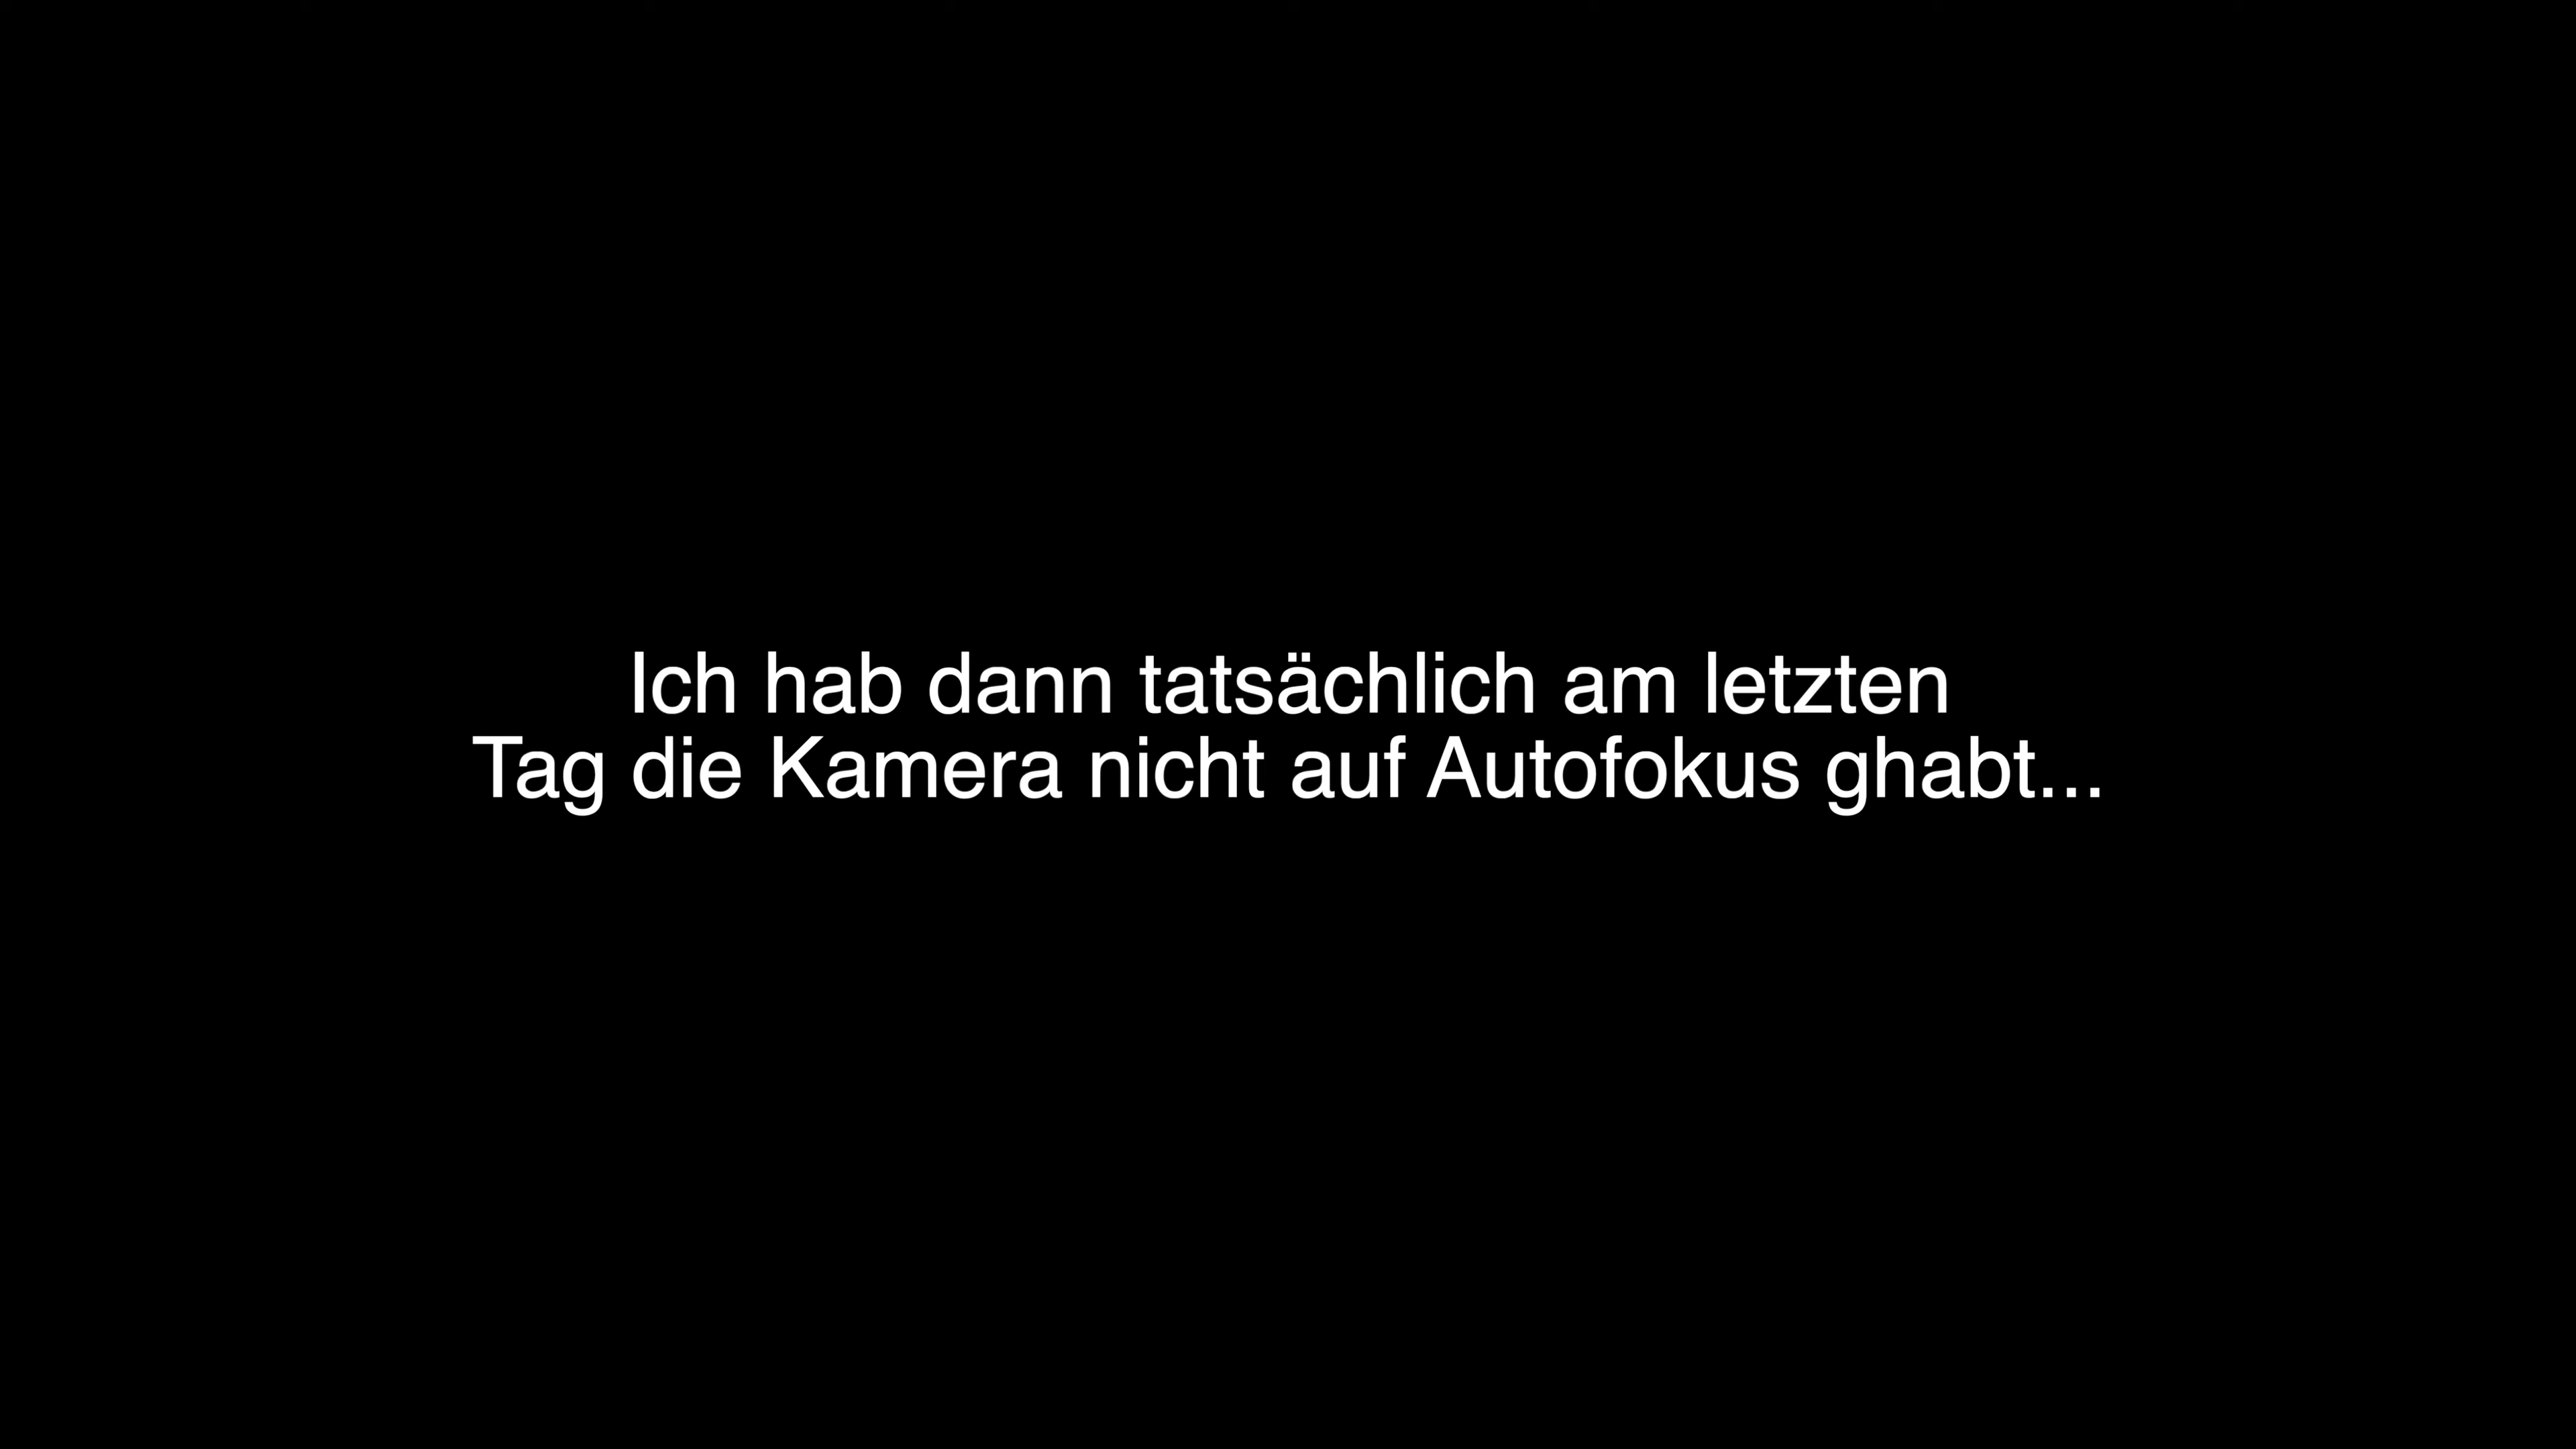 Ich hab dann tatsächlich am letzten
Tag die Kamera nicht auf Autofokus ghabt...